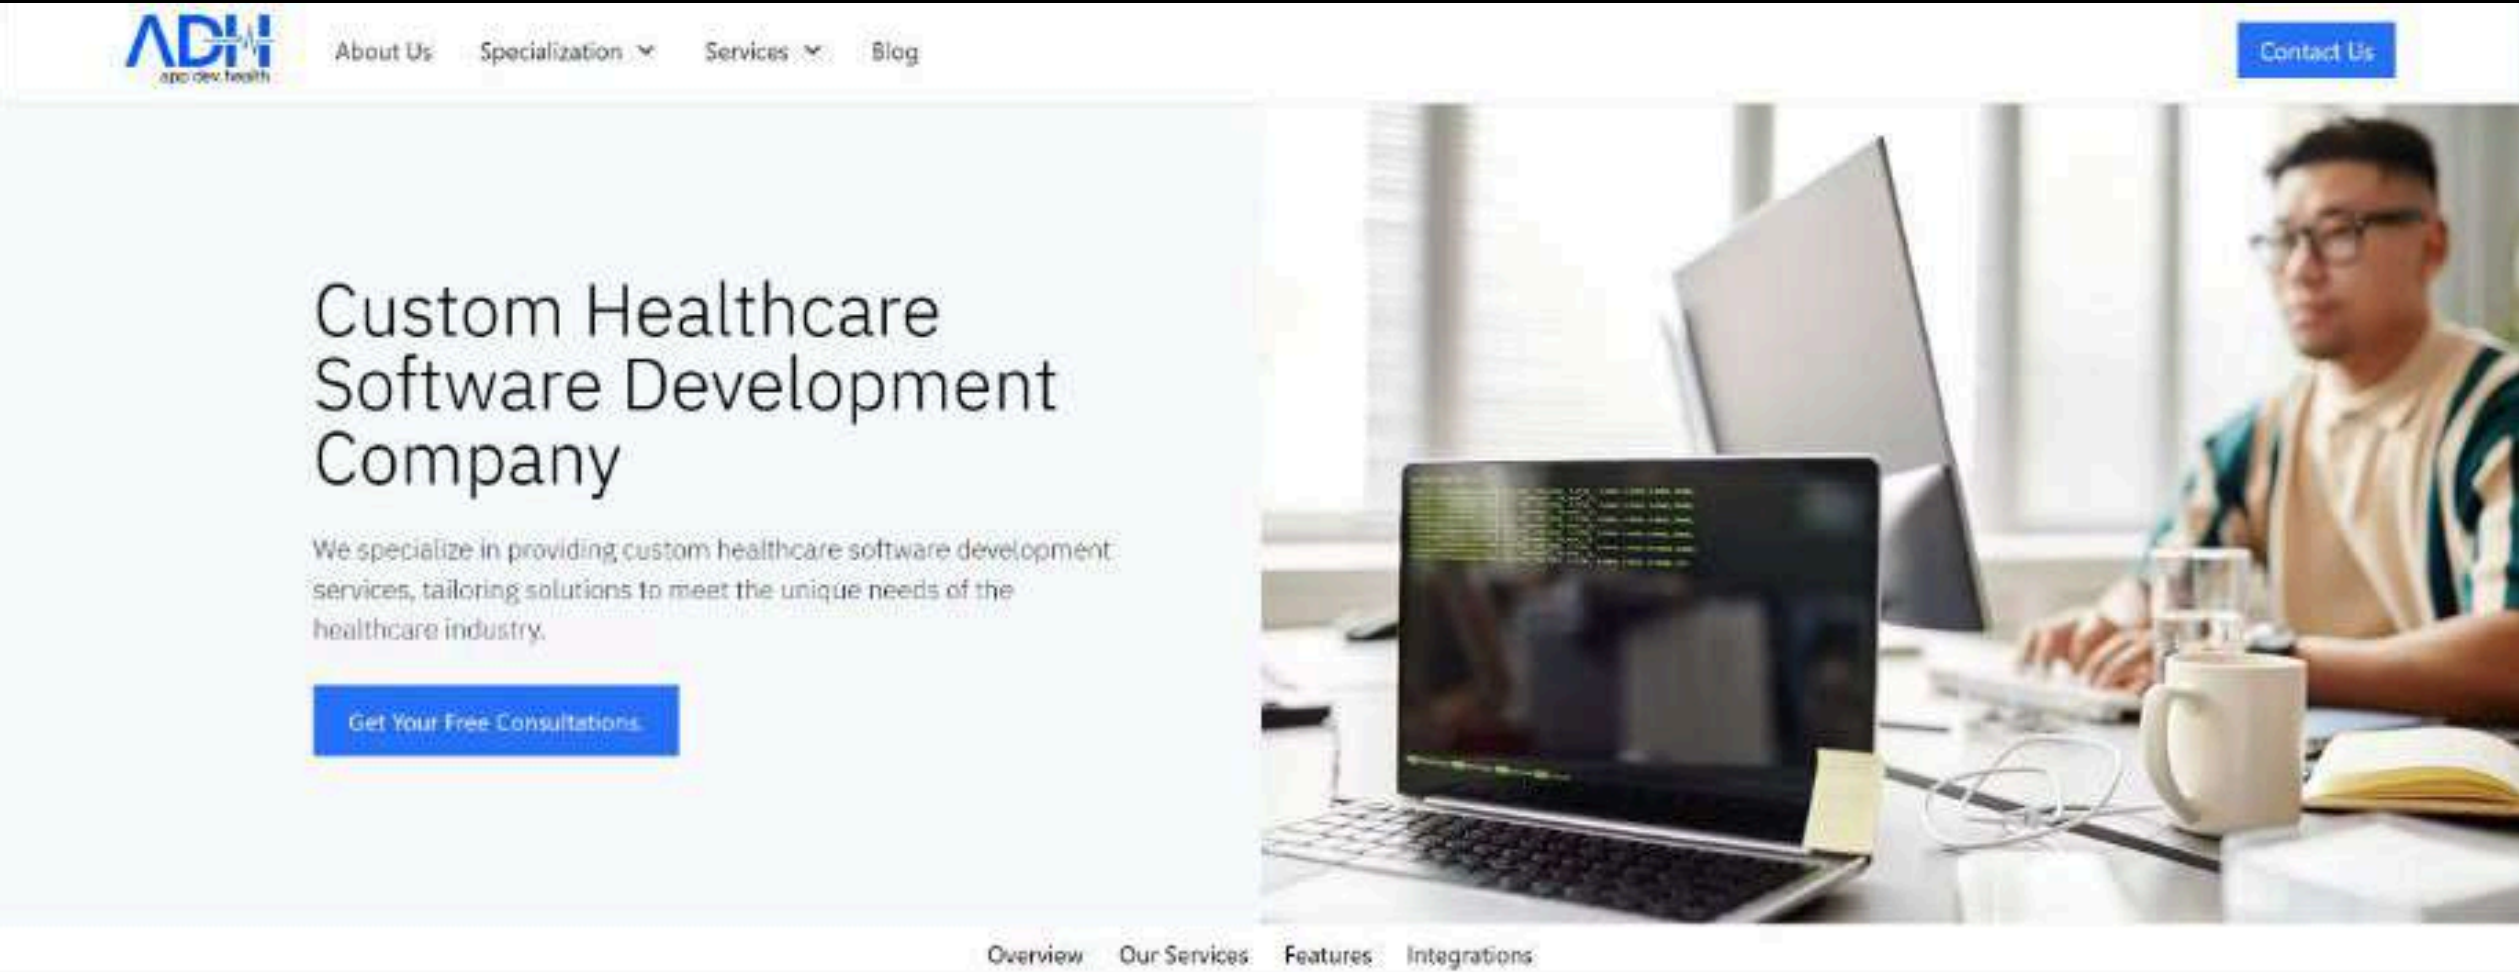 ADH
app dev health
About Us
Specialization
Services
Blog
Contact Us
Custom Healthcare
Software Development
Company
We specialize in providing custom healthcare software development
services, tailoring solutions to meet the unique needs of the
healthcare industry.
Get Your Free Consultations.
Overview
Our Services
Features
Integrations